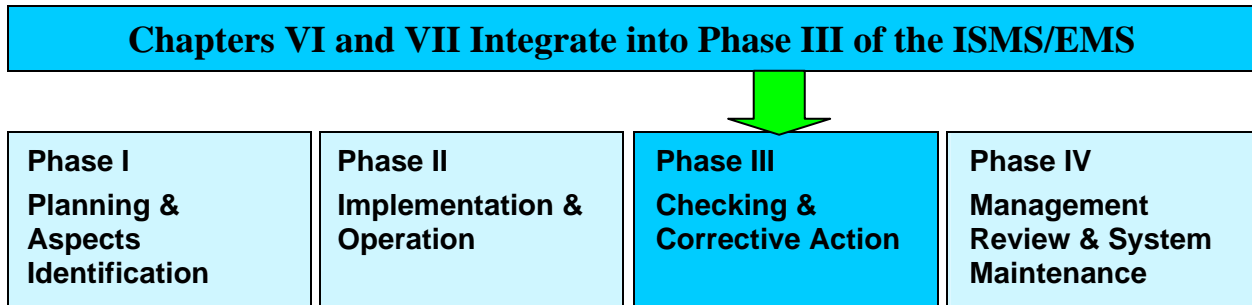 Chapters VI and VII Integrate into Phase III of the ISMS/EMS
Phase I
Planning &
Aspects
Identification
Phase II
Implementation &
Operation
Phase III
Checking &
Corrective Action
Phase IV
Management
Review & System
Maintenance